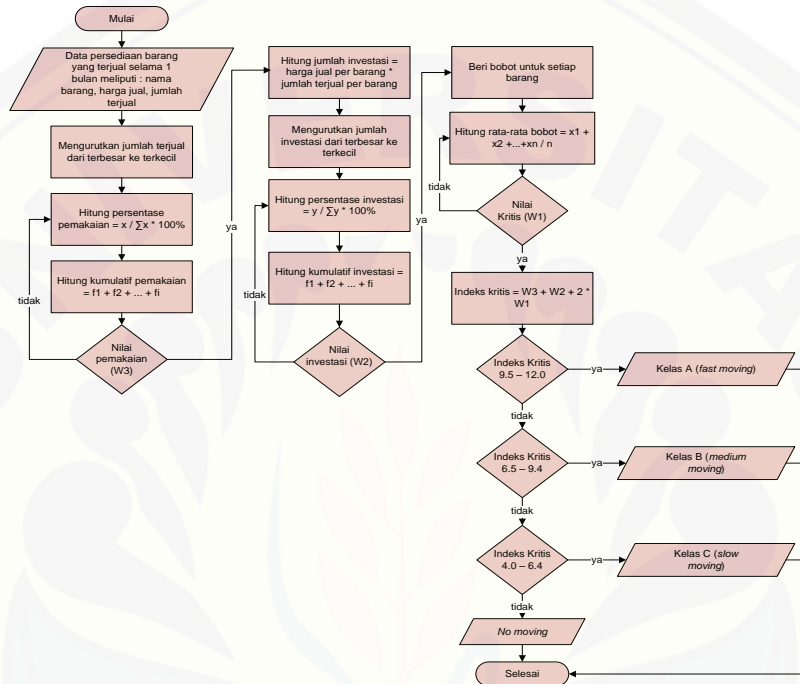 Mulai
Data persediaan barang
yang terjual selama 1
bulan meliputi : nama
barang, harga jual, jumlah
terjual
Mengurutkan jumlah terjual
dari terbesar ke terkecil
Hitung persentase
pemakaian = x / ∑x * 100%
Hitung kumulatif pemakaian
= f1 + f2 + ... + fi
Nilai
pemakaian
(W3)
tidak
ya
Hitung jumlah investasi =
harga jual per barang *
jumlah terjual per barang
Mengurutkan jumlah
investasi dari terbesar ke
terkecil
Hitung persentase investasi
= y / ∑y * 100%
Hitung kumulatif investasi =
f1 + f2 + ... + fi
Nilai
investasi (W2)
tidak
ya
Beri bobot untuk setiap
barang
Hitung rata-rata bobot = x1 +
x2 +...+xn / n
Nilai
Kritis (W1)
tidak
ya
Indeks kritis = W3 + W2 + 2 *
W1
Indeks Kritis
9.5 – 12.0
ya
Kelas A (fast moving)
tidak
Indeks Kritis
6.5 – 9.4
ya
Kelas B (medium
moving)
tidak
Indeks Kritis
4.0 – 6.4
ya
Kelas C (slow
moving)
tidak
No moving
Selesai